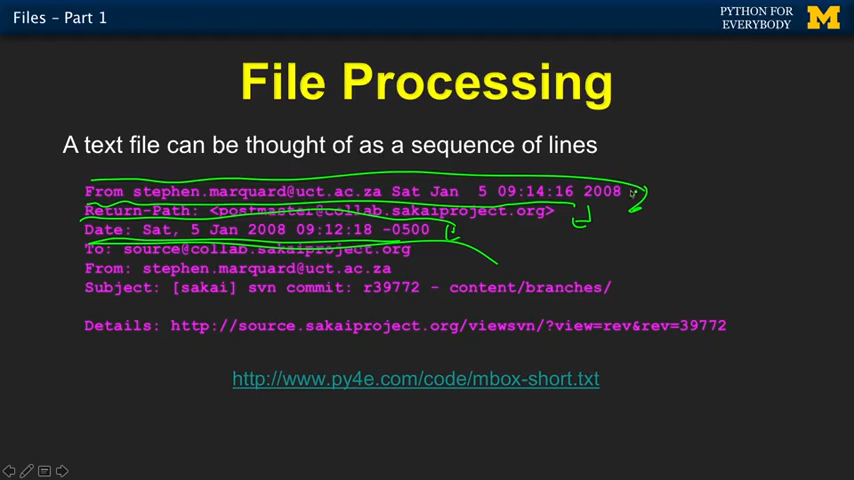 Files – Part 1
PYTHON FOR
EVERYBODY
File Processing
A text file can be thought of as a sequence of lines
From stephen.marquard@uct.ac.za Sat Jan  5 09:14:16 2008
Return-Path: <postmaster@collab.sakaiproject.org>
Date: Sat, 5 Jan 2008 09:12:18 -0500
To: source@collab.sakaiproject.org
From: stephen.marquard@uct.ac.za
Subject: [sakai] svn commit: r39772 - content/branches/
Details: http://source.sakaiproject.org/viewsvn/?view=rev&rev=39772
http://www.py4e.com/code/mbox-short.txt